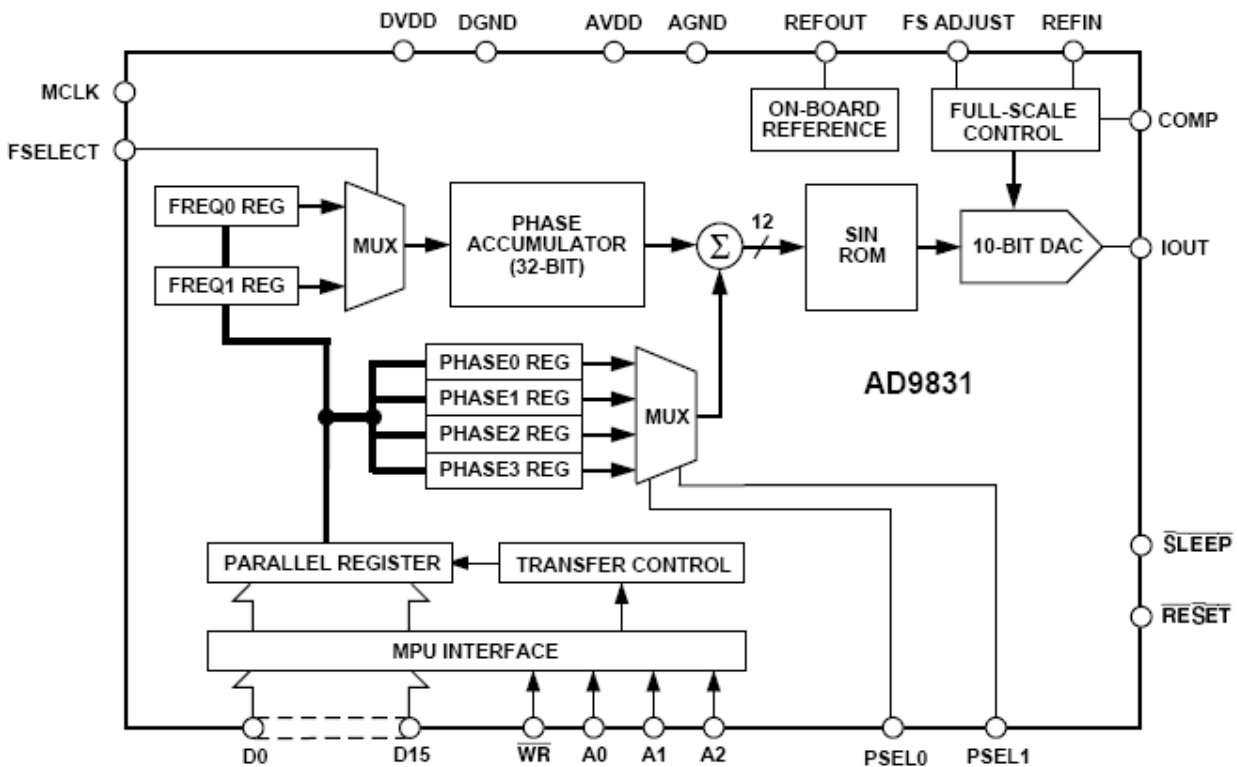 DVDD DGND AVDD AGND REFOUT FS ADJUST REFIN
MCLK
ON-BOARD
REFERENCE
FULL-SCALE
CONTROL
COMP
FSELECT
FREQ0 REG
MUX
PHASE
ACCUMULATOR
(32-BIT)
Σ
12
SIN
ROM
10-BIT DAC
IOUT
FREQ1 REG
PHASE0 REG
PHASE1 REG
PHASE2 REG
PHASE3 REG
MUX
AD9831
PARALLEL REGISTER
TRANSFER CONTROL
SLEEP
RESET
MPU INTERFACE
D0 D15 WR A0 A1 A2 PSEL0 PSEL1